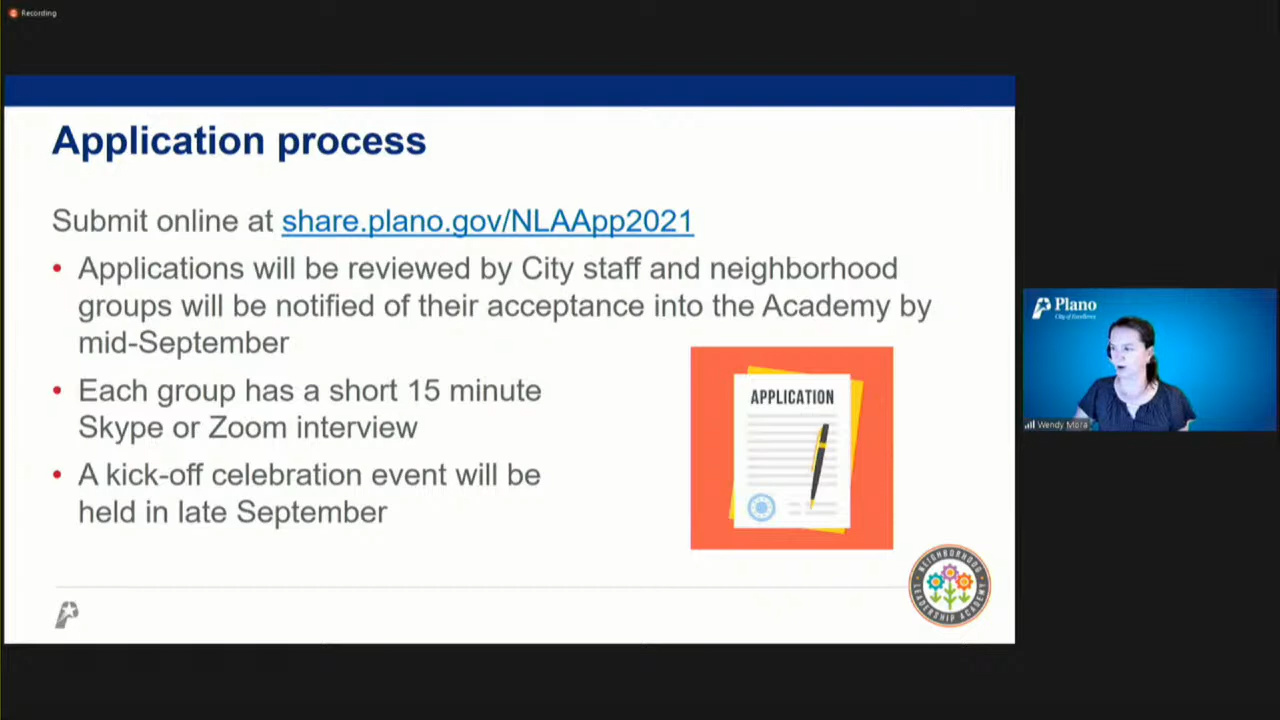 Recording
Application process
Submit online at share.plano.gov/NLAApp2021
• Applications will be reviewed by City staff and neighborhood
groups will be notified of their acceptance into the Academy by
mid-September
• Each group has a short 15 minute
Skype or Zoom interview
• A kick-off celebration event will be
held in late September
APPLICATION
NEIGHBORHOOD
LEADERSHIP ACADEMY
Plano
City of Excellence
Wendy Mora